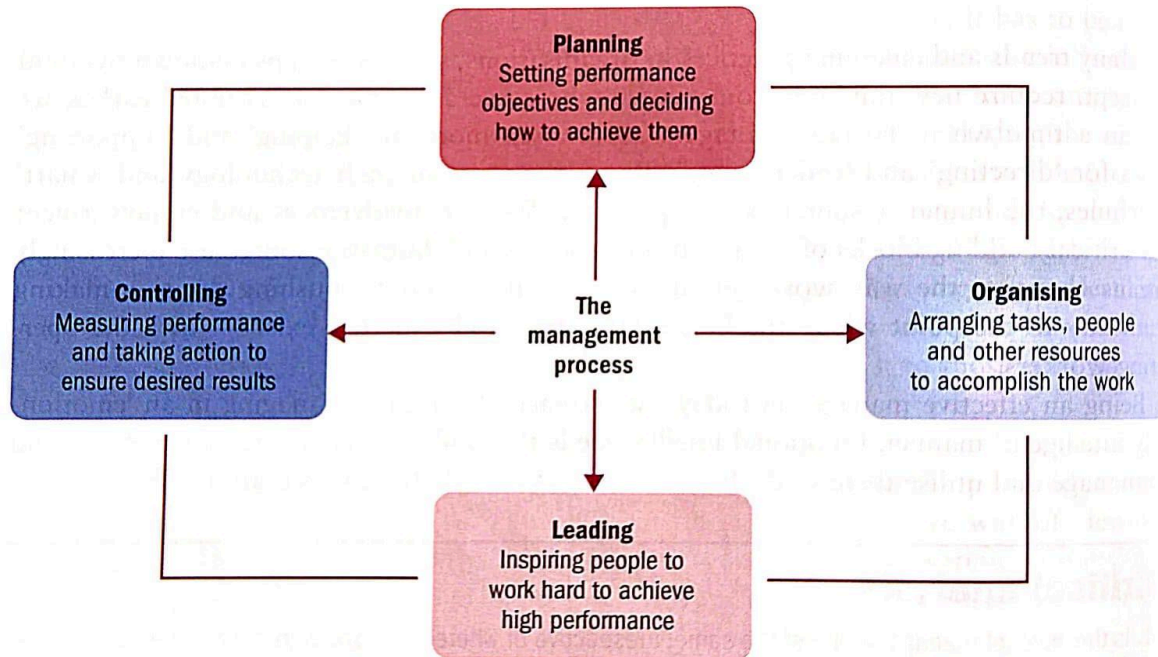 Planning
Setting performance
objectives and deciding
how to achieve them
Controlling
Measuring performance
and taking action to
ensure desired results
The
management
process
Organising
Arranging tasks, people
and other resources
to accomplish the work
Leading
Inspiring people to
work hard to achieve
high performance